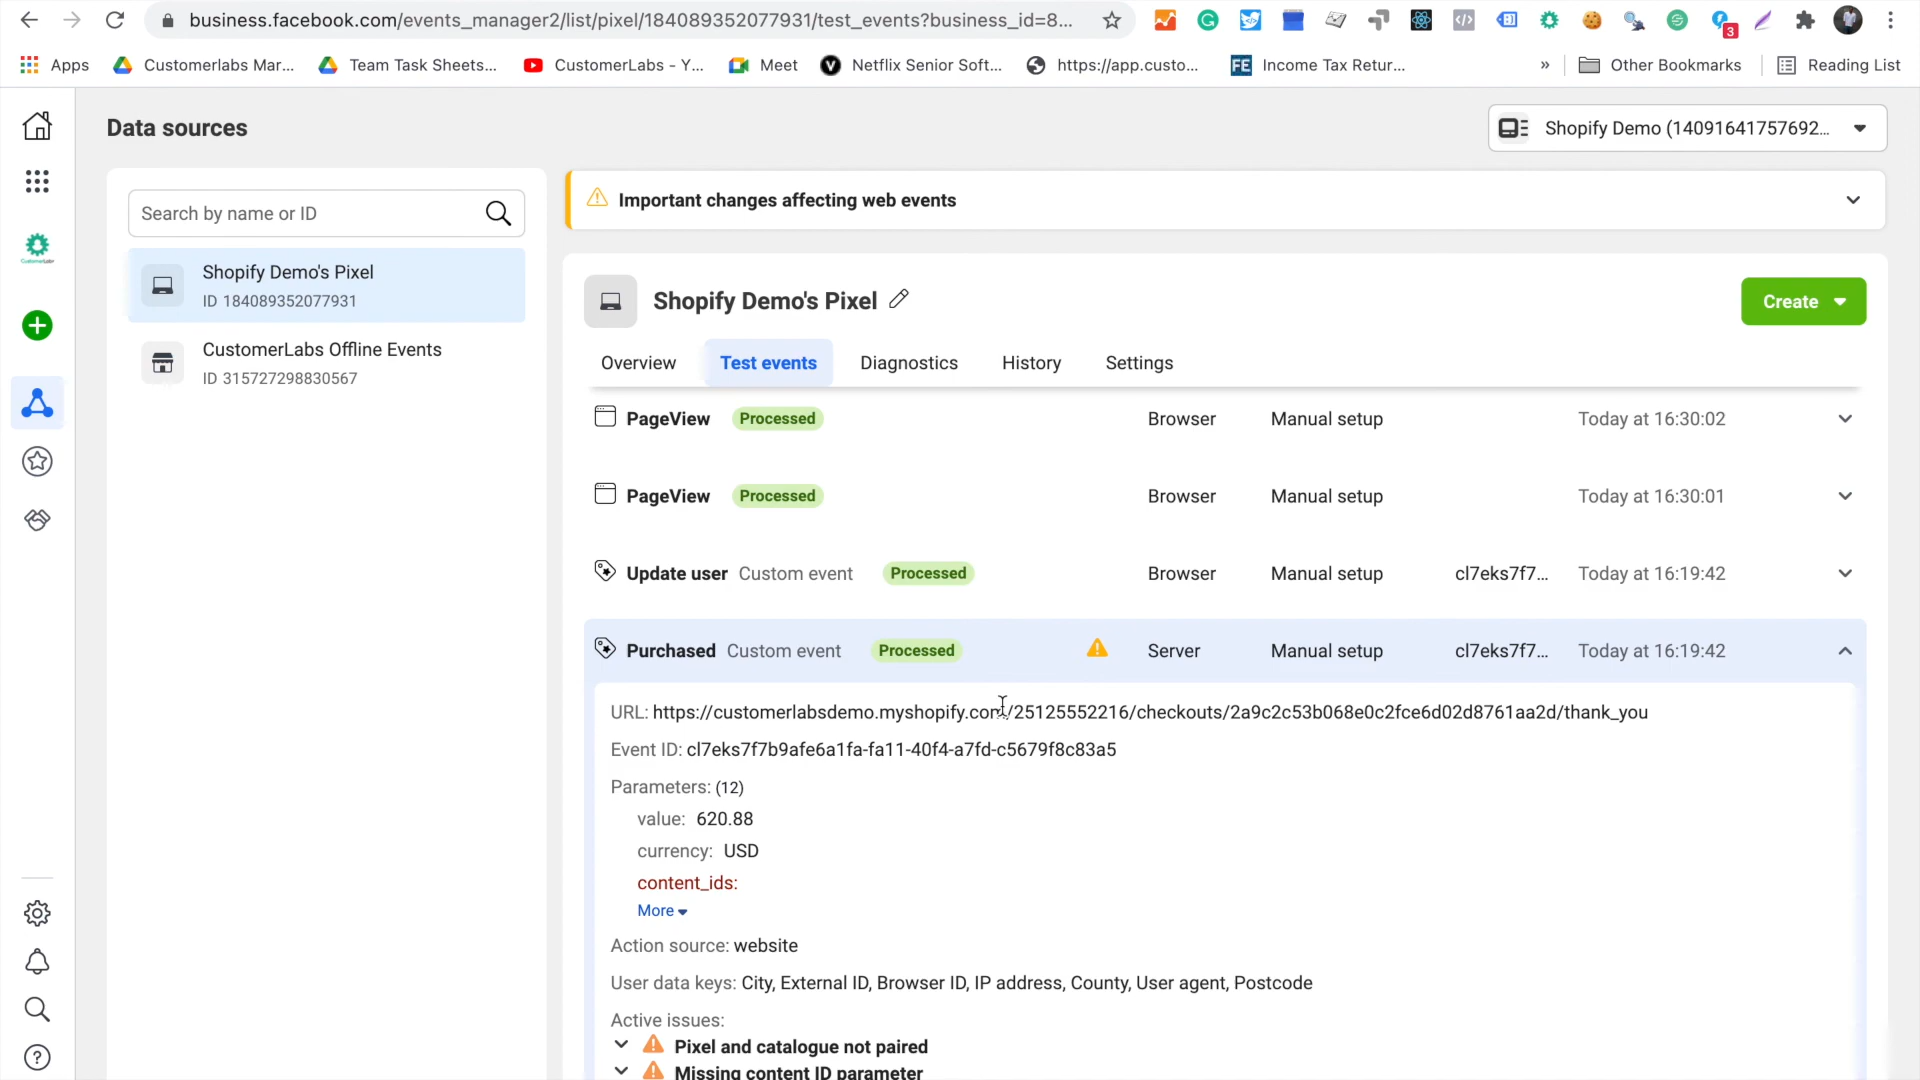 business.facebook.com/events_manager2/list/pixel/184089352077931/test_events?business_id=8...
3
Apps
Customerlabs Mar...
Team Task Sheets...
CustomerLabs - Y...
Meet
Netflix Senior Soft...
https://app.custo...
FE
Income Tax Retur...
»
Other Bookmarks
Reading List
Data sources
Shopify Demo (14091641757692...
Search by name or ID
Shopify Demo's Pixel
ID 184089352077931
CustomerLabs Offline Events
ID 315727298830567
Important changes affecting web events
Shopify Demo's Pixel
Create
Overview
Test events
Diagnostics
History
Settings
PageView Processed Browser Manual setup Today at 16:30:02
PageView Processed Browser Manual setup Today at 16:30:01
Update user Custom event Processed Browser Manual setup cl7eks7f7... Today at 16:19:42
Purchased Custom event Processed Server Manual setup cl7eks7f7... Today at 16:19:42
URL: https://customerlabsdemo.myshopify.com/25125552216/checkouts/2a9c2c53b068e0c2fce6d02d8761aa2d/thank_you
Event ID: cl7eks7f7b9afe6a1fa-fa11-40f4-a7fd-c5679f8c83a5
Parameters: (12)
value: 620.88
currency: USD
content_ids:
More
Action source: website
User data keys: City, External ID, Browser ID, IP address, County, User agent, Postcode
Active issues:
Pixel and catalogue not paired
Missing content ID parameter